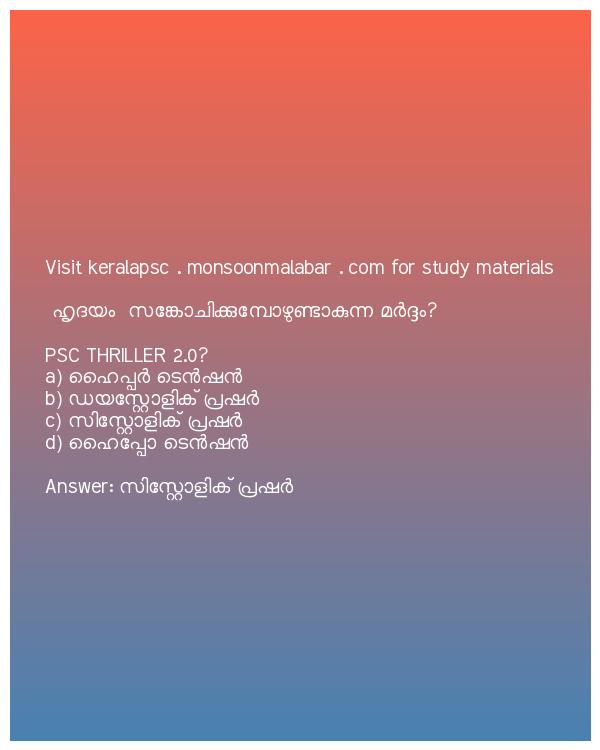 Visit keralapsc . monsoonmalabar . com for study materials
ഹൃദയം സങ്കോചിക്കുമ്പോഴുണ്ടാകുന്ന മർദ്ദം?
PSC THRILLER 2.0?
a) ഹൈപ്പർ ടെൻഷൻ
b) ഡയസ്റ്റോളിക് പ്രഷർ
c) സിസ്റ്റോളിക് പ്രഷർ
d) ഹൈപ്പോ ടെൻഷൻ
Answer: സിസ്റ്റോളിക് പ്രഷർ